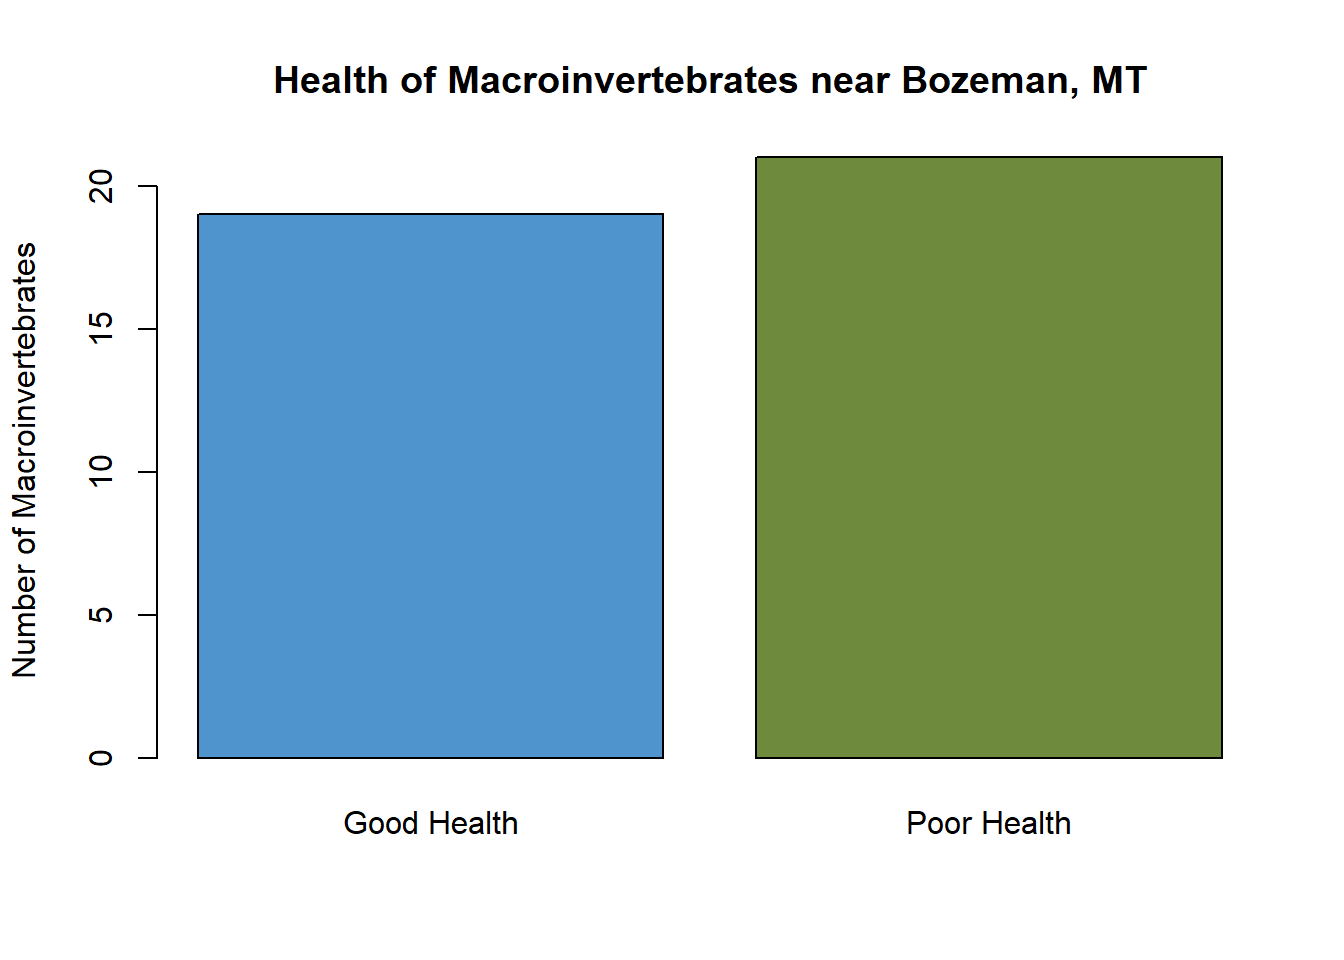 Health of Macroinvertebrates near Bozeman, MT
Number of Macroinvertebrates
20
15
10
5
0
Good Health
Poor Health